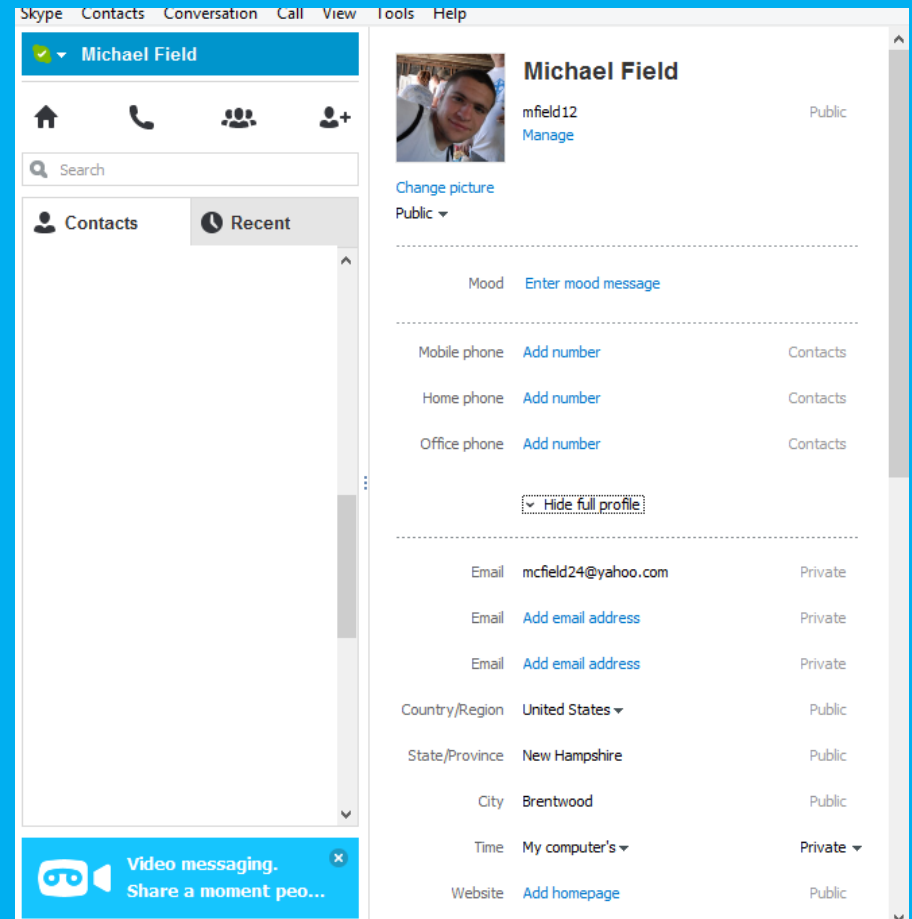 Skype Contacts Conversation Call View Tools Help
Michael Field
Search
Contacts Recent
Video messaging.
Share a moment peo...
Michael Field
mfield12 Public
Manage
Change picture
Public
Mood Enter mood message
Mobile phone Add number Contacts
Home phone Add number Contacts
Office phone Add number Contacts
Hide full profile
Email mcfield24@yahoo.com Private
Email Add email address Private
Email Add email address Private
Country/Region United States Public
State/Province New Hampshire Public
City Brentwood Public
Time My computer's Private
Website Add homepage Public